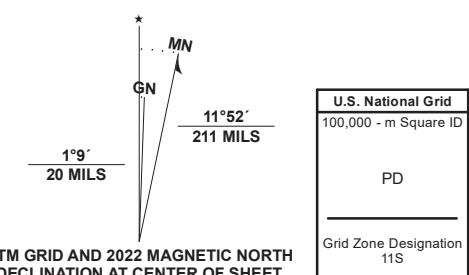 ★
MN
GN
11°52´
211 MILS
1°9´
20 MILS
TM GRID AND 2022 MAGNETIC NORTH
DECLINATION AT CENTER OF SHEET
U.S. National Grid
100,000 - m Square ID
PD
Grid Zone Designation
11S